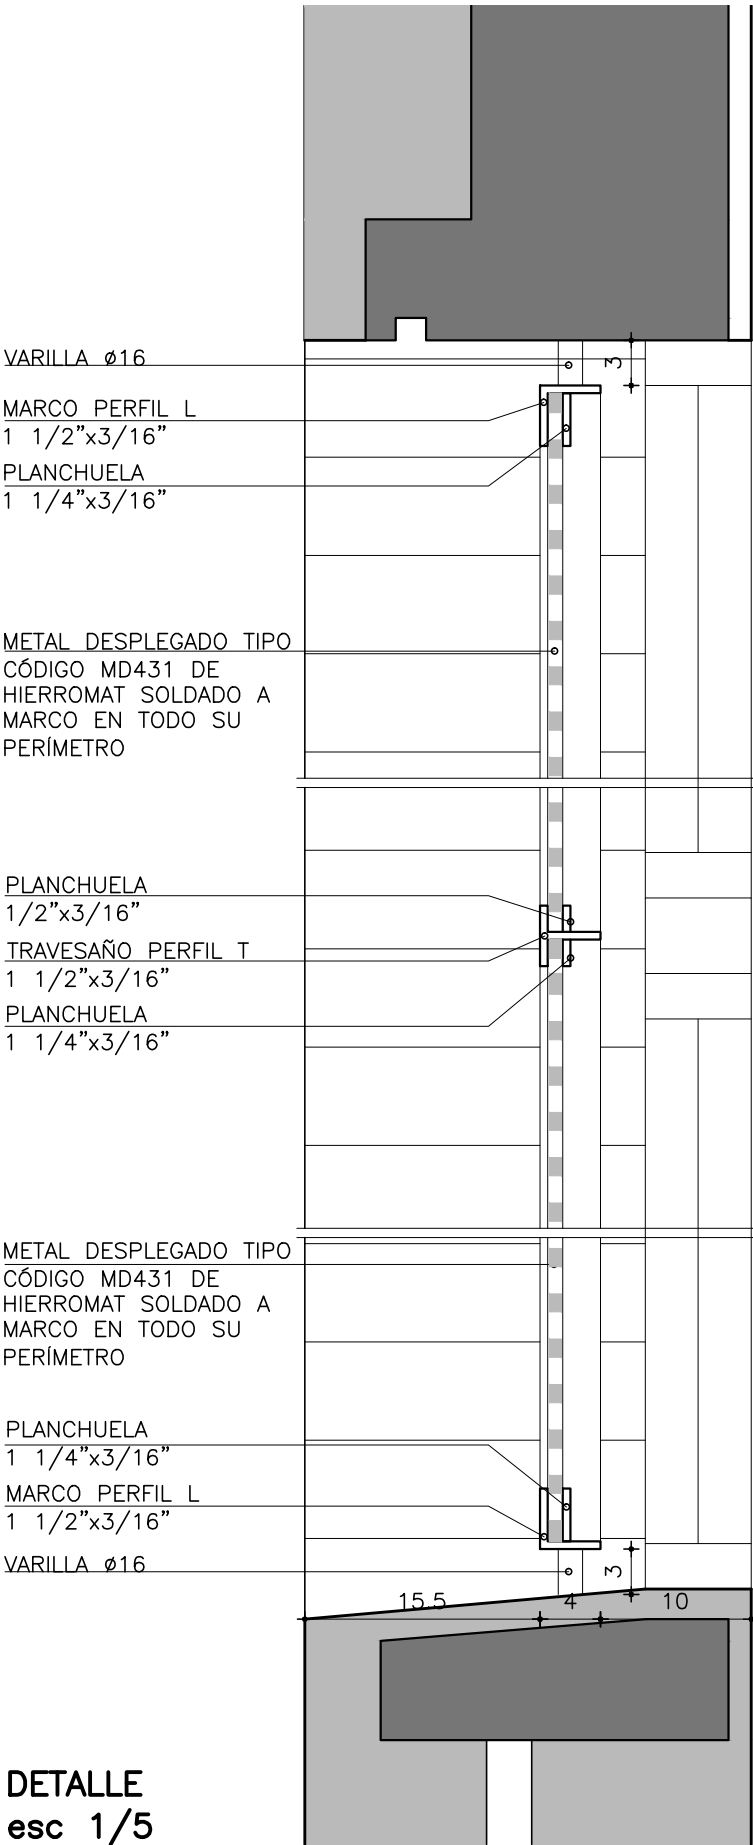 VARILLA ø16
3
MARCO PERFIL L
1 1/2”x3/16”
PLANCHUELA
1 1/4”x3/16”
METAL DESPLEGADO TIPO
CÓDIGO MD431 DE
HIERROMAT SOLDADO A
MARCO EN TODO SU
PERÍMETRO
PLANCHUELA
1/2”x3/16”
TRAVESAÑO PERFIL T
1 1/2”x3/16”
PLANCHUELA
1 1/4”x3/16”
METAL DESPLEGADO TIPO
CÓDIGO MD431 DE
HIERROMAT SOLDADO A
MARCO EN TODO SU
PERÍMETRO
PLANCHUELA
1 1/4”x3/16”
MARCO PERFIL L
1 1/2”x3/16”
VARILLA ø16
3
15.5 4 10
DETALLE
esc 1/5